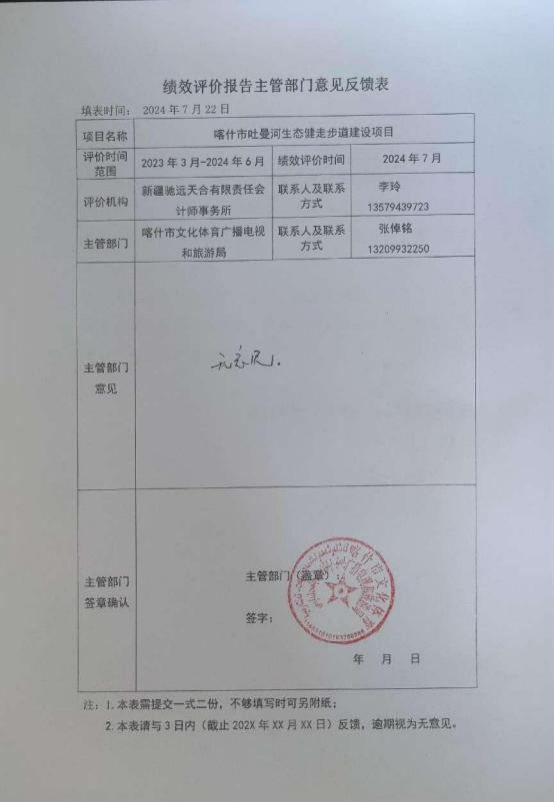 绩效评价报告主管部门意见反馈表
填表时间： 2024 年 7 月 22 日
项目名称 喀什市吐曼河生态健走步道建设项目
评价时间
范围
2023 年 3 月-2024 年 6 月 绩效评价时间 2024 年 7 月
评价机构
新疆驰远天合有限责任会
计师事务所
联系人及联系
方式
李玲
13579439723
主管部门
喀什市文化体育广播电视
和旅游局
联系人及联系
方式
张倬铭
13209932250
主管部门
意见
无意见。
主管部门
签章确认
主管部门（盖章）：
签字：
年 月 日
喀什市文化体育
注：1.本表需提交一式二份，不够填写时可另附纸；
2.本表请与 3 日内（截止 202X 年 XX 月 XX 日）反馈，逾期视为无意见。